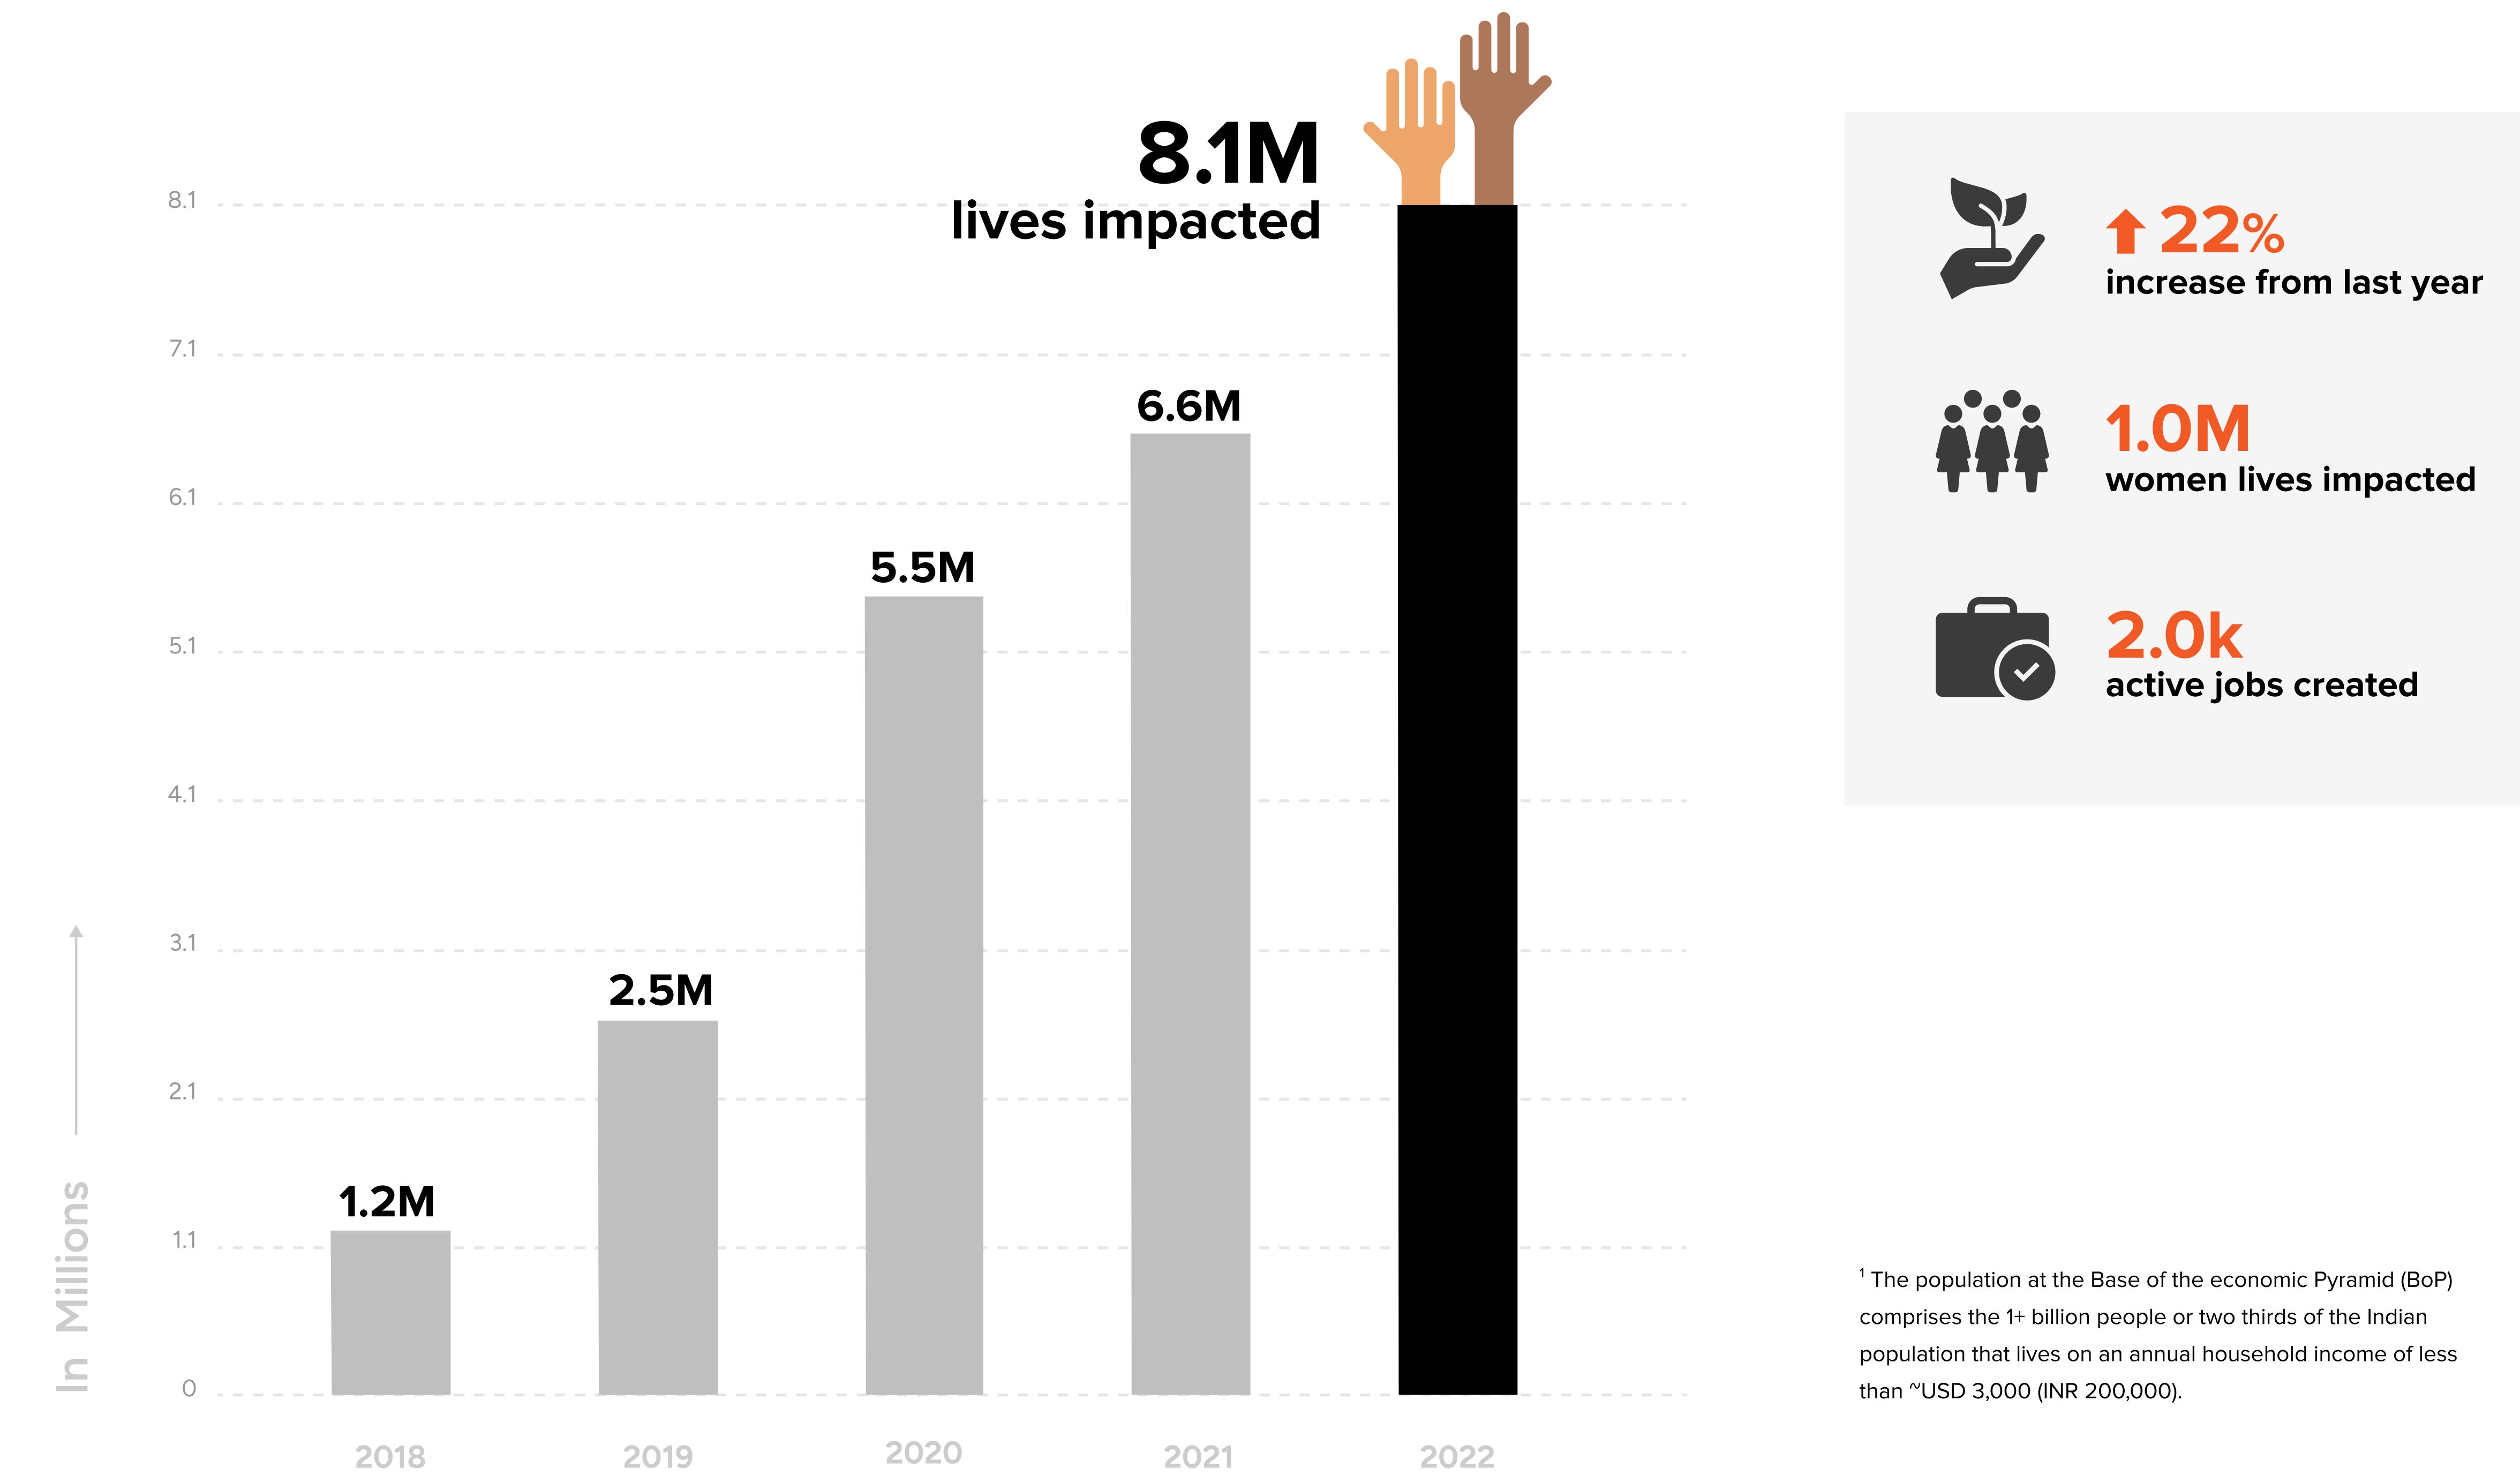 8.1M
lives impacted
8.1
7.1
6.1
5.1
4.1
3.1
2.1
1.1
0
In Millions
1.2M
2.5M
5.5M
6.6M
2018
2019
2020
2021
2022
22%
increase from last year
1.0M
women lives impacted
2.0k
active jobs created
¹ The population at the Base of the economic Pyramid (BoP)
comprises the 1+ billion people or two thirds of the Indian
population that lives on an annual household income of less
than ~USD 3,000 (INR 200,000).